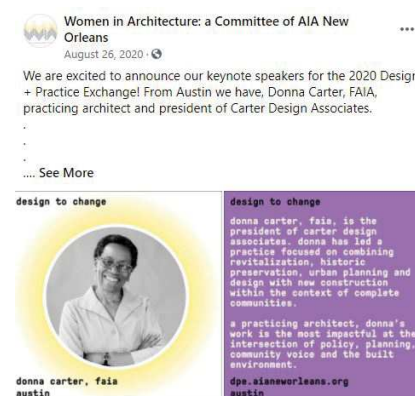 Women in Architecture: a Committee of AIA New
Orleans
August 26, 2020
We are excited to announce our keynote speakers for the 2020 Design
+ Practice Exchange! From Austin we have, Donna Carter, FAIA,
practicing architect and president of Carter Design Associates.
.
.
.
.... See More
design to change
donna carter, faia
austin
design to change
donna carter, faia, is the
president of carter design
associates. donna has led a
practice focused on combining
revitalization, historic
preservation, urban planning and
design with new construction
within the context of complete
communities.
a practicing architect, donna's
work is the most impactful at the
intersection of policy, planning,
community voice and the built
environment.
dpe.aianeworleans.org
austin